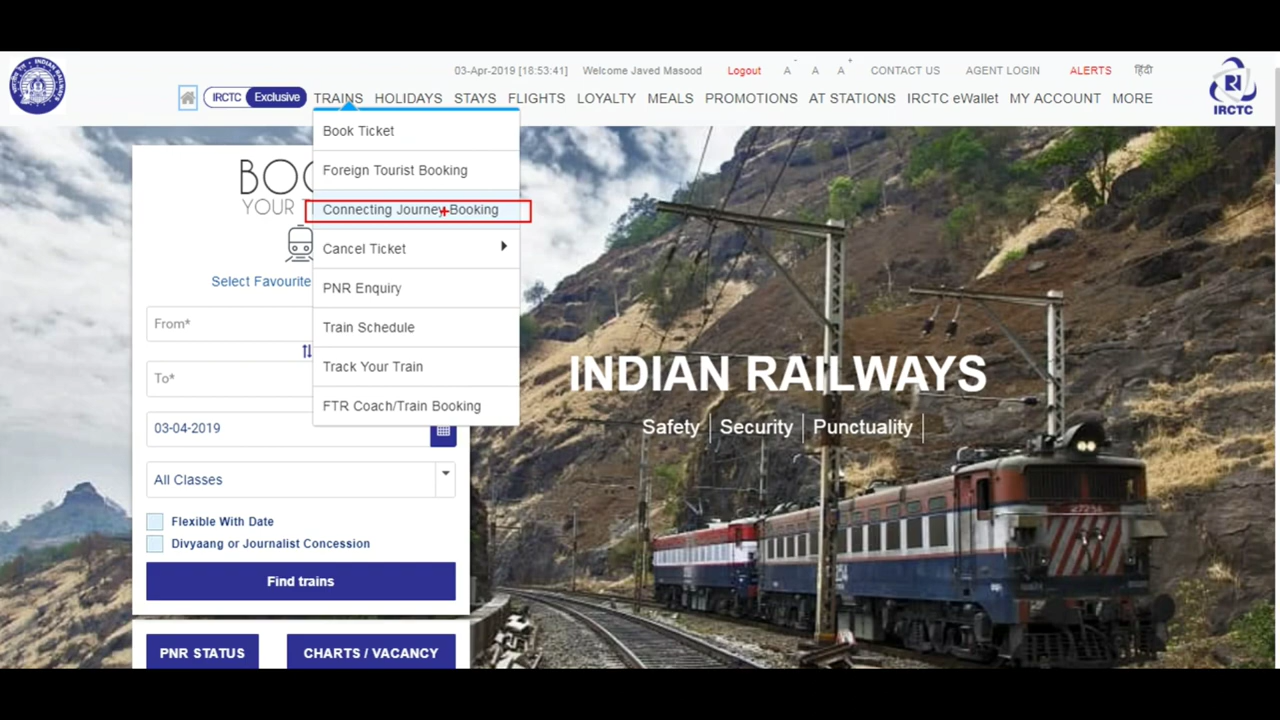 03-Apr-2019 [18:53:41] Welcome Javed Masood Logout A- A A+ CONTACT US AGENT LOGIN ALERTS हिंदी
INDIAN RAILWAYS
IRCTC Exclusive TRAINS HOLIDAYS STAYS FLIGHTS LOYALTY MEALS PROMOTIONS AT STATIONS IRCTC eWallet MY ACCOUNT MORE
IRCTC
Book Ticket
Foreign Tourist Booking
Connecting Journey Booking
Cancel Ticket
PNR Enquiry
Train Schedule
Track Your Train
FTR Coach/Train Booking
YOUR
Select Favourite
From*
To*
03-04-2019
All Classes
Flexible With Date
Divyaang or Journalist Concession
Find trains
PNR STATUS CHARTS / VACANCY
INDIAN RAILWAYS
Safety Security Punctuality